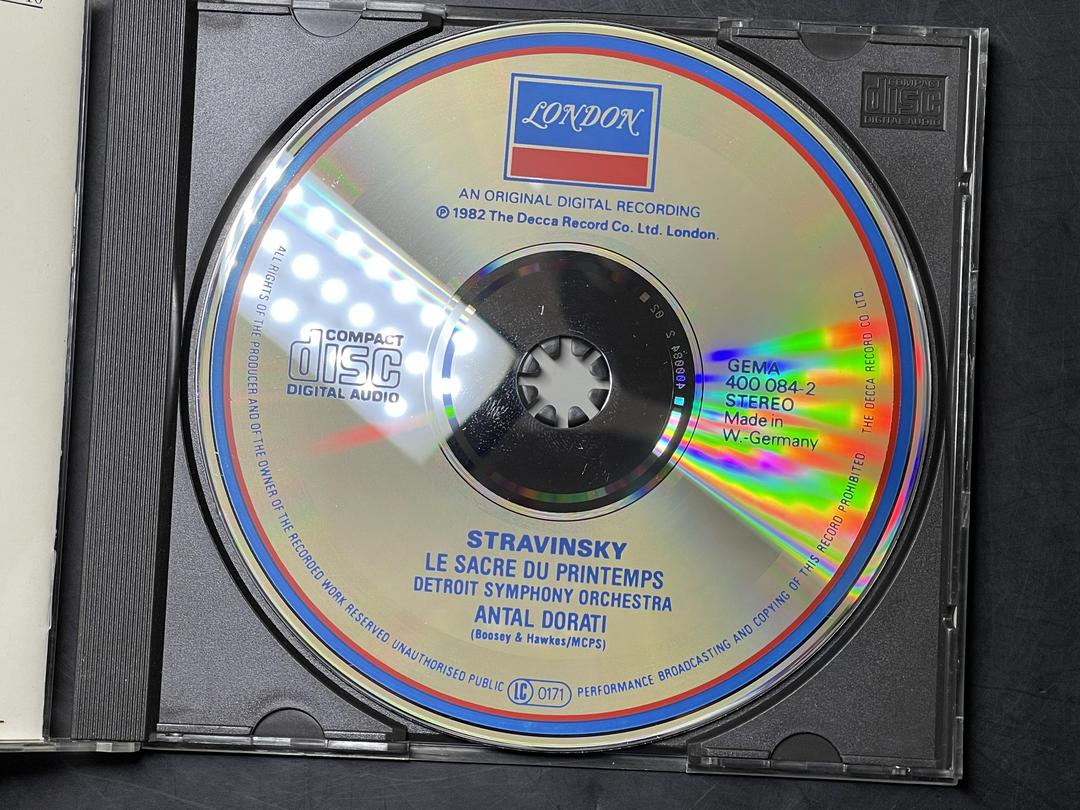 LONDON
AN ORIGINAL DIGITAL RECORDING
℗ 1982 The Decca Record Co. Ltd. London.
COMPACT
disc
DIGITAL AUDIO
GEMA
400 084-2
STEREO
Made in
W.-Germany
STRAVINSKY
LE SACRE DU PRINTEMPS
DETROIT SYMPHONY ORCHESTRA
ANTAL DORATI
(Boosey & Hawkes/MCPS)
ALL RIGHTS OF THE PRODUCER AND OF THE OWNER OF THE RECORDED WORK RESERVED UNAUTHORISED PUBLIC LC 0171 PERFORMANCE BROADCASTING AND COPYING OF THIS RECORD PROHIBITED THE DECCA RECORD CO LTD
400084 2 S 02
COMPACT
disc
DIGITAL AUDIO